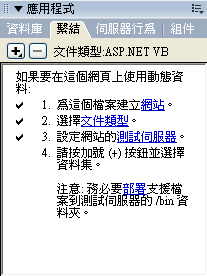 應用程式
資料庫 繫結 伺服器行為 組件
文件類型:ASP.NET VB
如果要在這個網頁上使用動態資
料:
1. 爲這個檔案建立網站。
2. 選擇文件類型。
3. 設定網站的測試伺服器。
4. 請按加號 (+) 按鈕並選擇
資料集。
注意: 務必要部署支援檔
案到測試伺服器的 /bin 資
料夾。